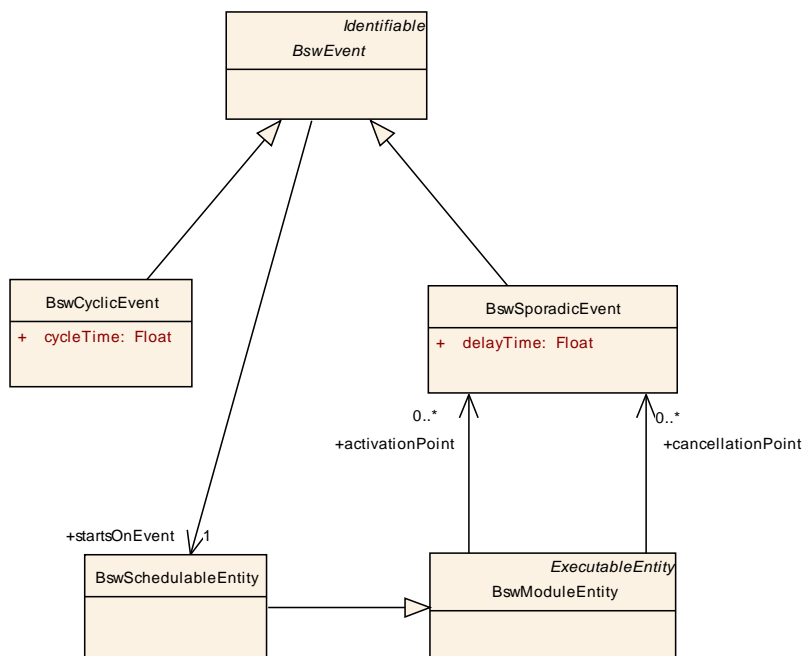 Identifiable
BswEvent
BswCyclicEvent
+ cycleTime: Float
BswSporadicEvent
+ delayTime: Float
0..*
+activationPoint
0..*
+cancellationPoint
+startsOnEvent
1
BswSchedulableEntity
ExecutableEntity
BswModuleEntity